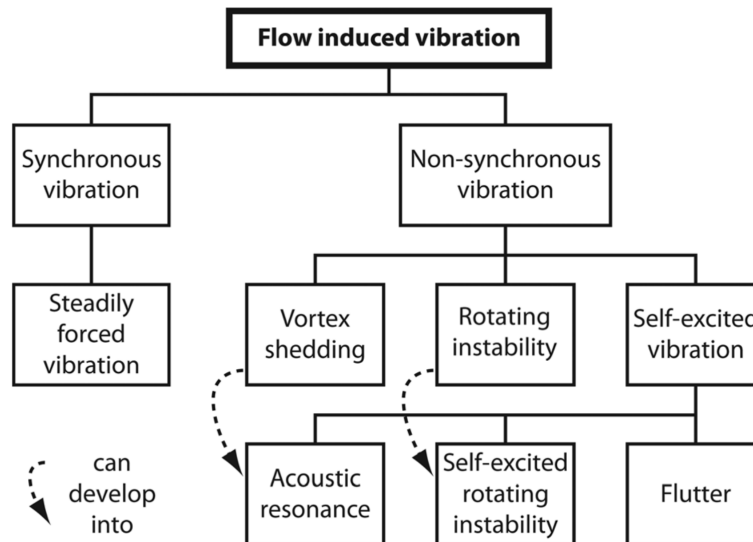 Flow induced vibration
Synchronous
vibration
Non-synchronous
vibration
Steadily
forced
vibration
Vortex
shedding
Rotating
instability
Self-excited
vibration
can
develop
into
Acoustic
resonance
Self-excited
rotating
instability
Flutter